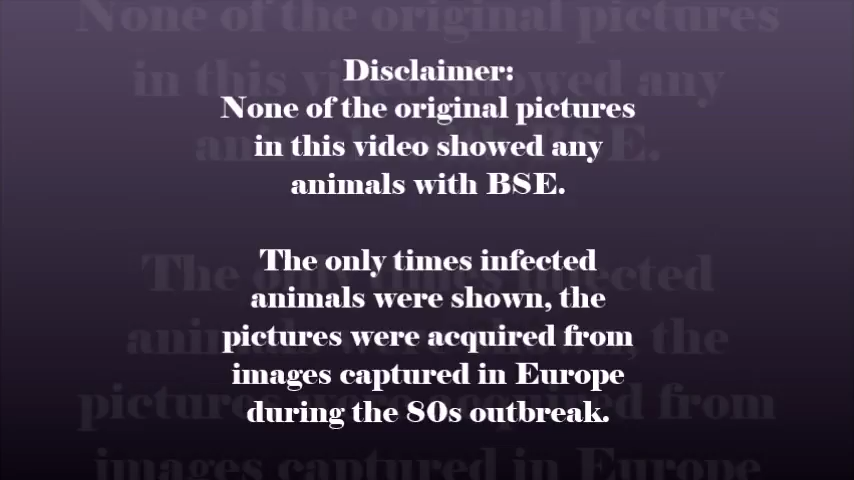 Disclaimer:
None of the original pictures
in this video showed any
animals with BSE.
The only times infected
animals were shown, the
pictures were acquired from
images captured in Europe
during the 80s outbreak.